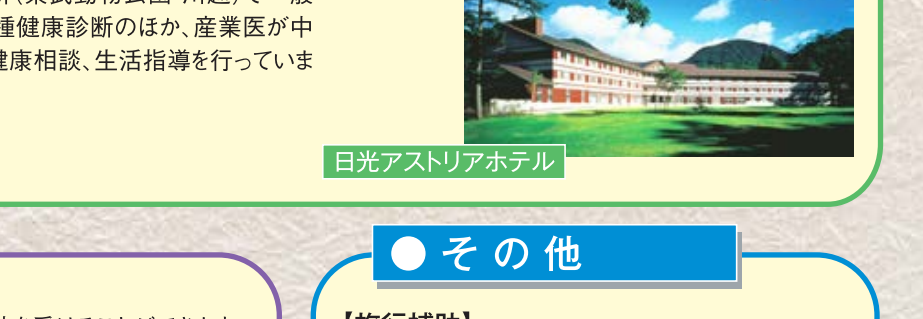 種健康診断のほか、産業医が中
健康相談、生活指導を行っていま
日光アストリアホテル
●その他
【旅行補助】